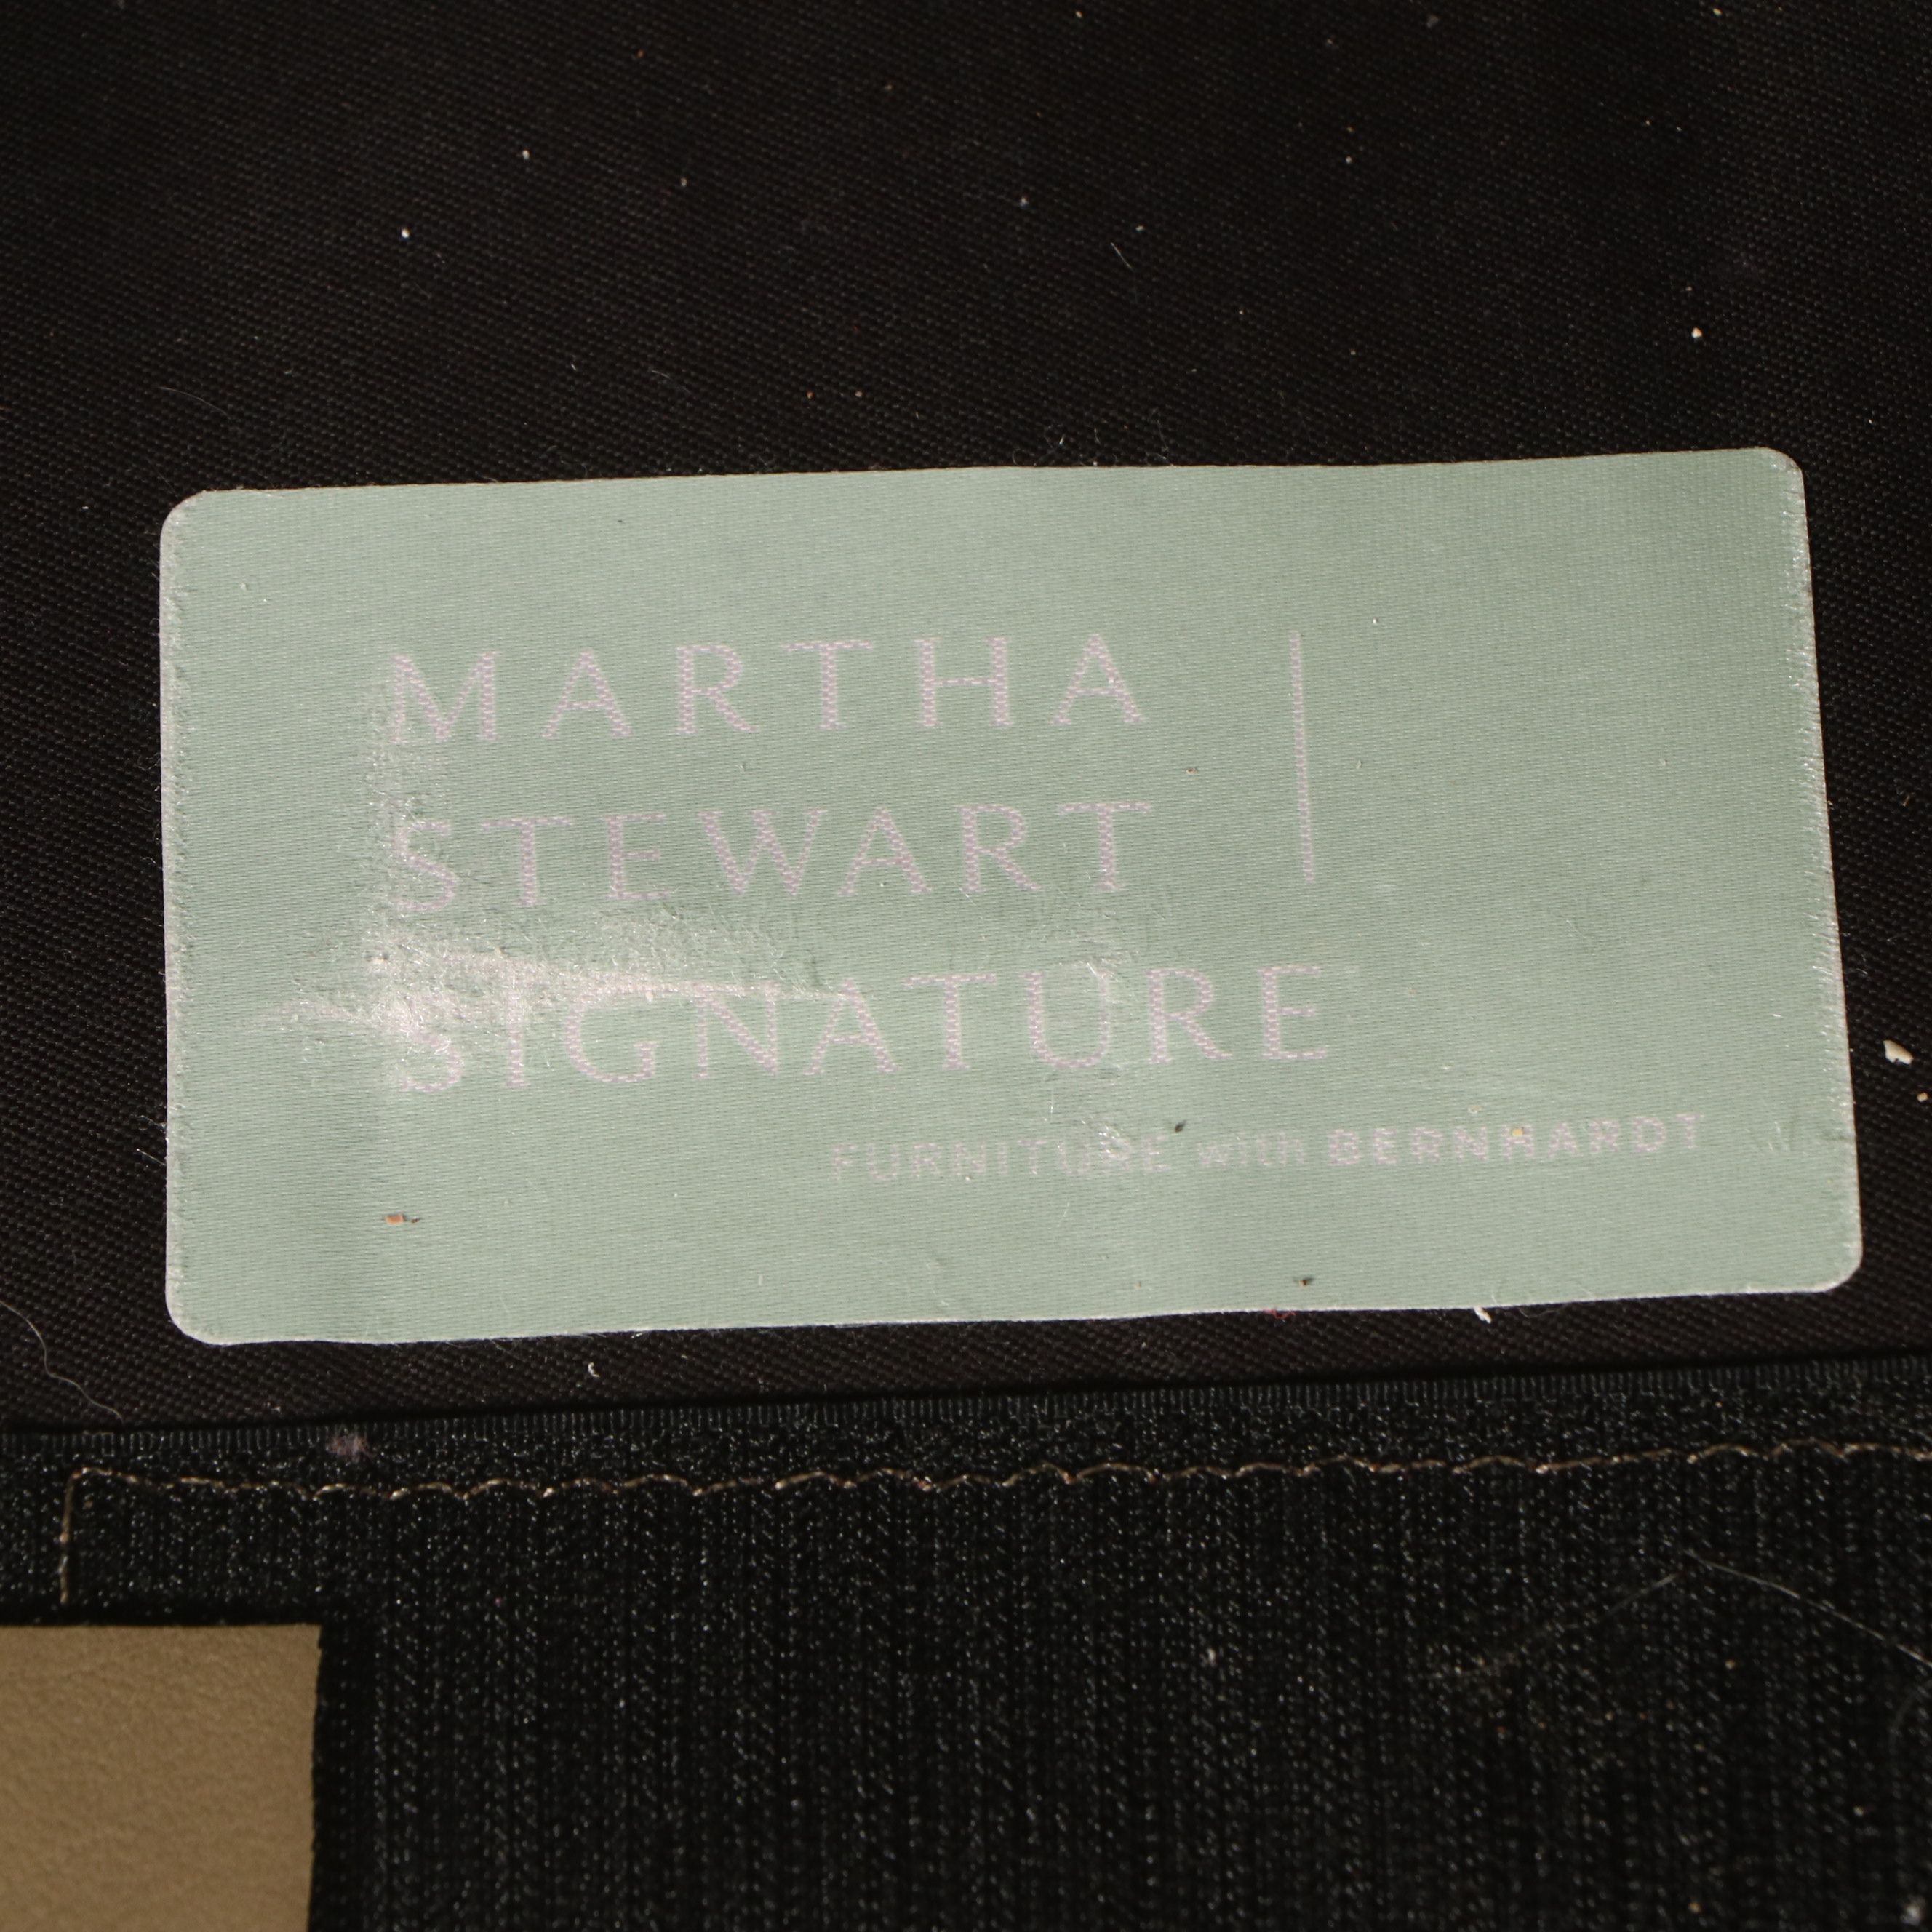 MARTHA
STEWART
SIGNATURE
FURNITURE with BERNHARDT